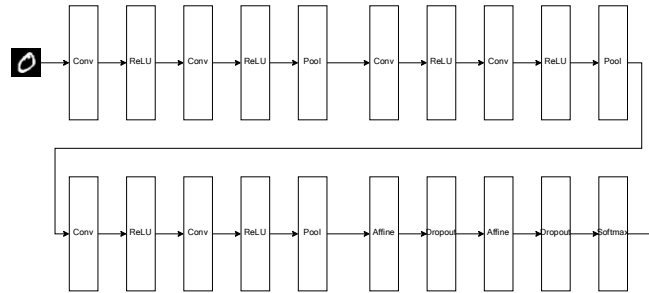 Conv ReLU Conv ReLU Pool Conv ReLU Conv ReLU Pool
Conv ReLU Conv ReLU Pool Affine Dropout Affine Dropout Softmax